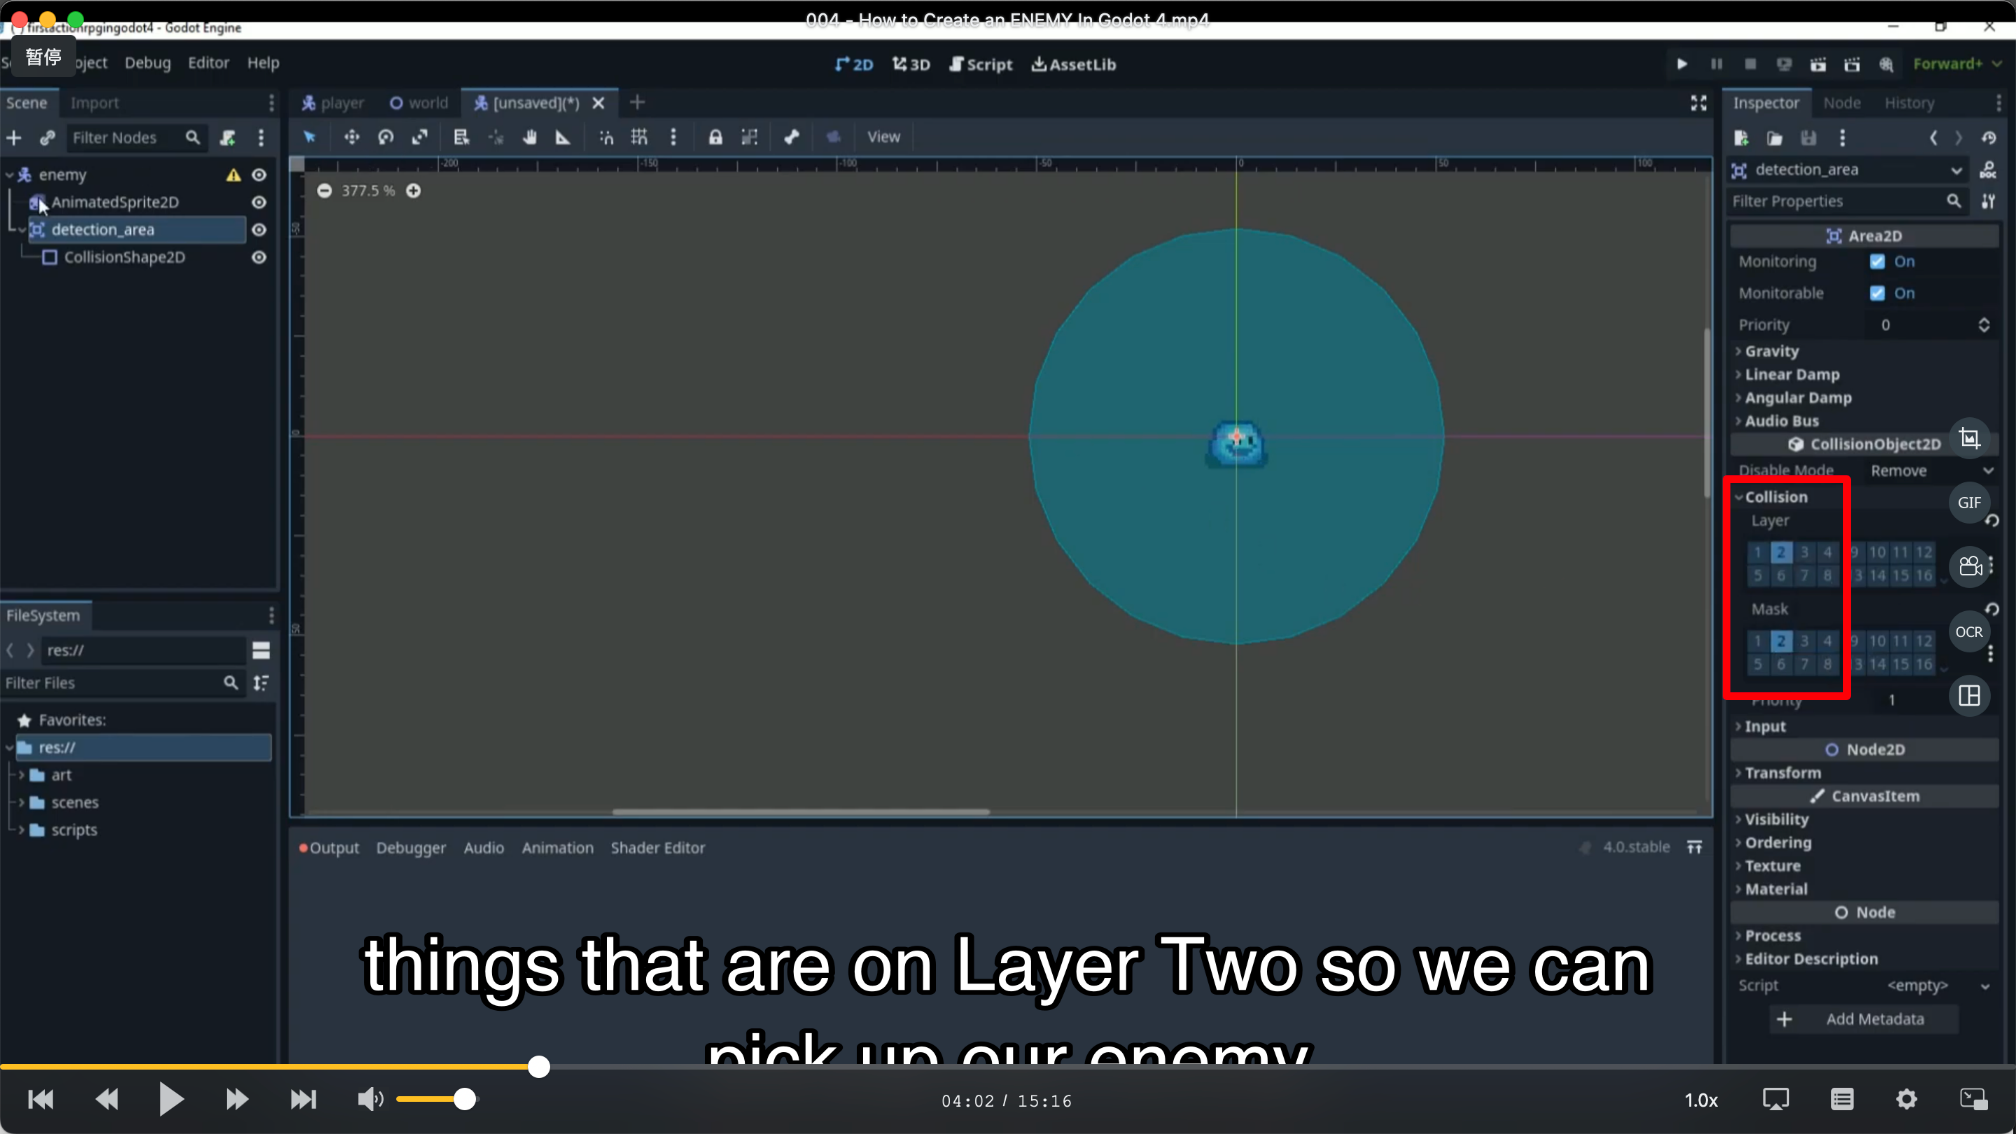 004 - How to Create an ENEMY In Godot 4.mp4
firstactionrpgingodot4 - Godot Engine
暂停
Debug Editor Help
2D 3D Script AssetLib
Forward+
Scene Import
player world [unsaved](*)
Inspector Node History
Filter Nodes
View
enemy
AnimatedSprite2D
detection_area
CollisionShape2D
-200 -150 -100 -50 0 50 100
377.5 %
detection_area
Filter Properties
Area2D
Monitoring On
Monitorable On
Priority 0
Gravity
Linear Damp
Angular Damp
Audio Bus
CollisionObject2D
Disable Mode Remove
Collision
GIF
Layer
1 2 3 4 9 10 11 12
5 6 7 8 13 14 15 16
Mask
OCR
1 2 3 4 9 10 11 12
5 6 7 8 13 14 15 16
Priority 1
Input
Node2D
Transform
CanvasItem
Visibility
Ordering
Texture
Material
Node
Process
Editor Description
Script <empty>
Add Metadata
FileSystem
res://
Filter Files
Favorites:
res://
art
scenes
scripts
Output Debugger Audio Animation Shader Editor
4.0.stable
things that are on Layer Two so we can
pick up our enemy
04:02 / 15:16
1.0x